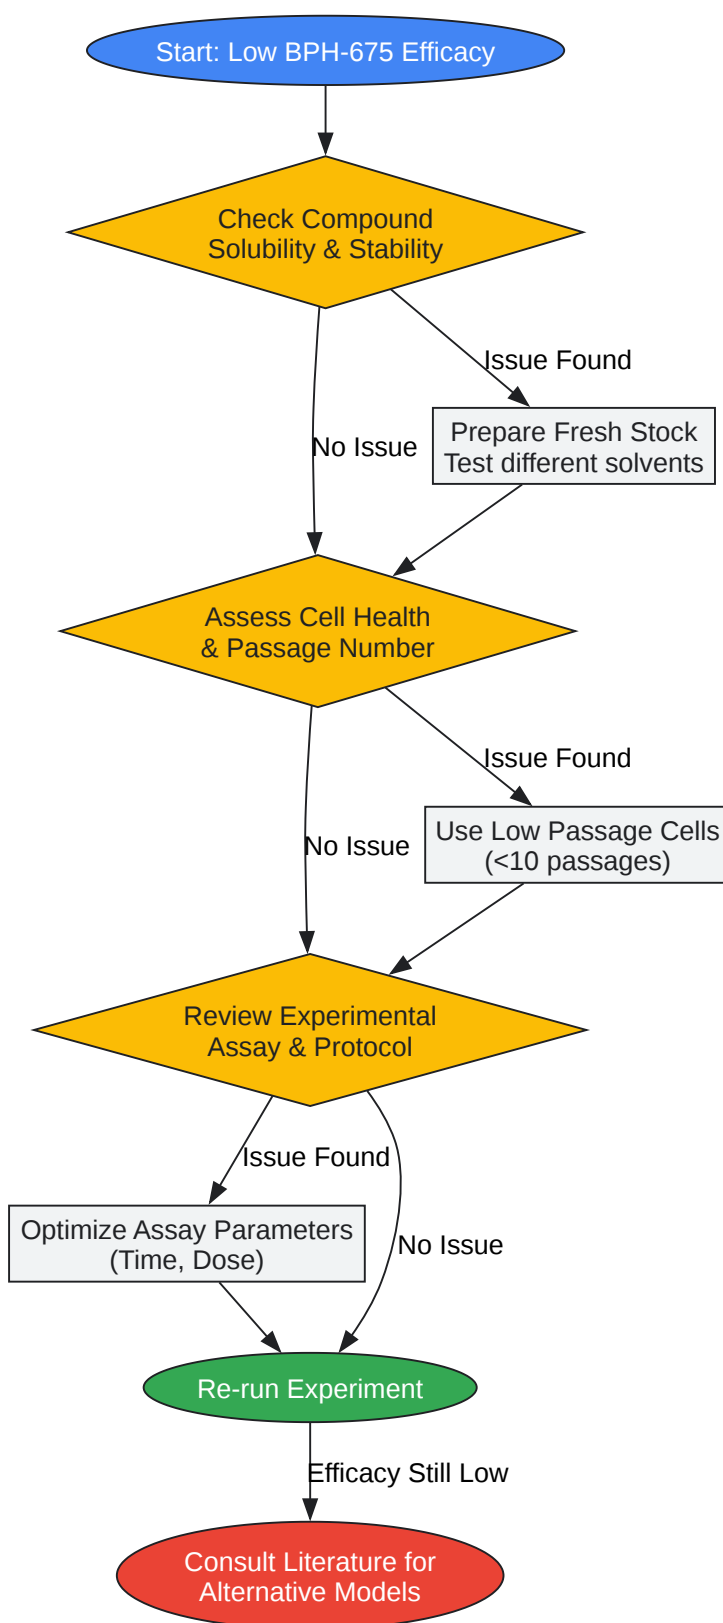 Start: Low BPH-675 Efficacy
Check Compound
Solubility & Stability
Issue Found
No Issue
Prepare Fresh Stock
Test different solvents
Assess Cell Health
& Passage Number
Issue Found
No Issue
Use Low Passage Cells
(<10 passages)
Review Experimental
Assay & Protocol
Issue Found
No Issue
Optimize Assay Parameters
(Time, Dose)
Re-run Experiment
Efficacy Still Low
Consult Literature for
Alternative Models